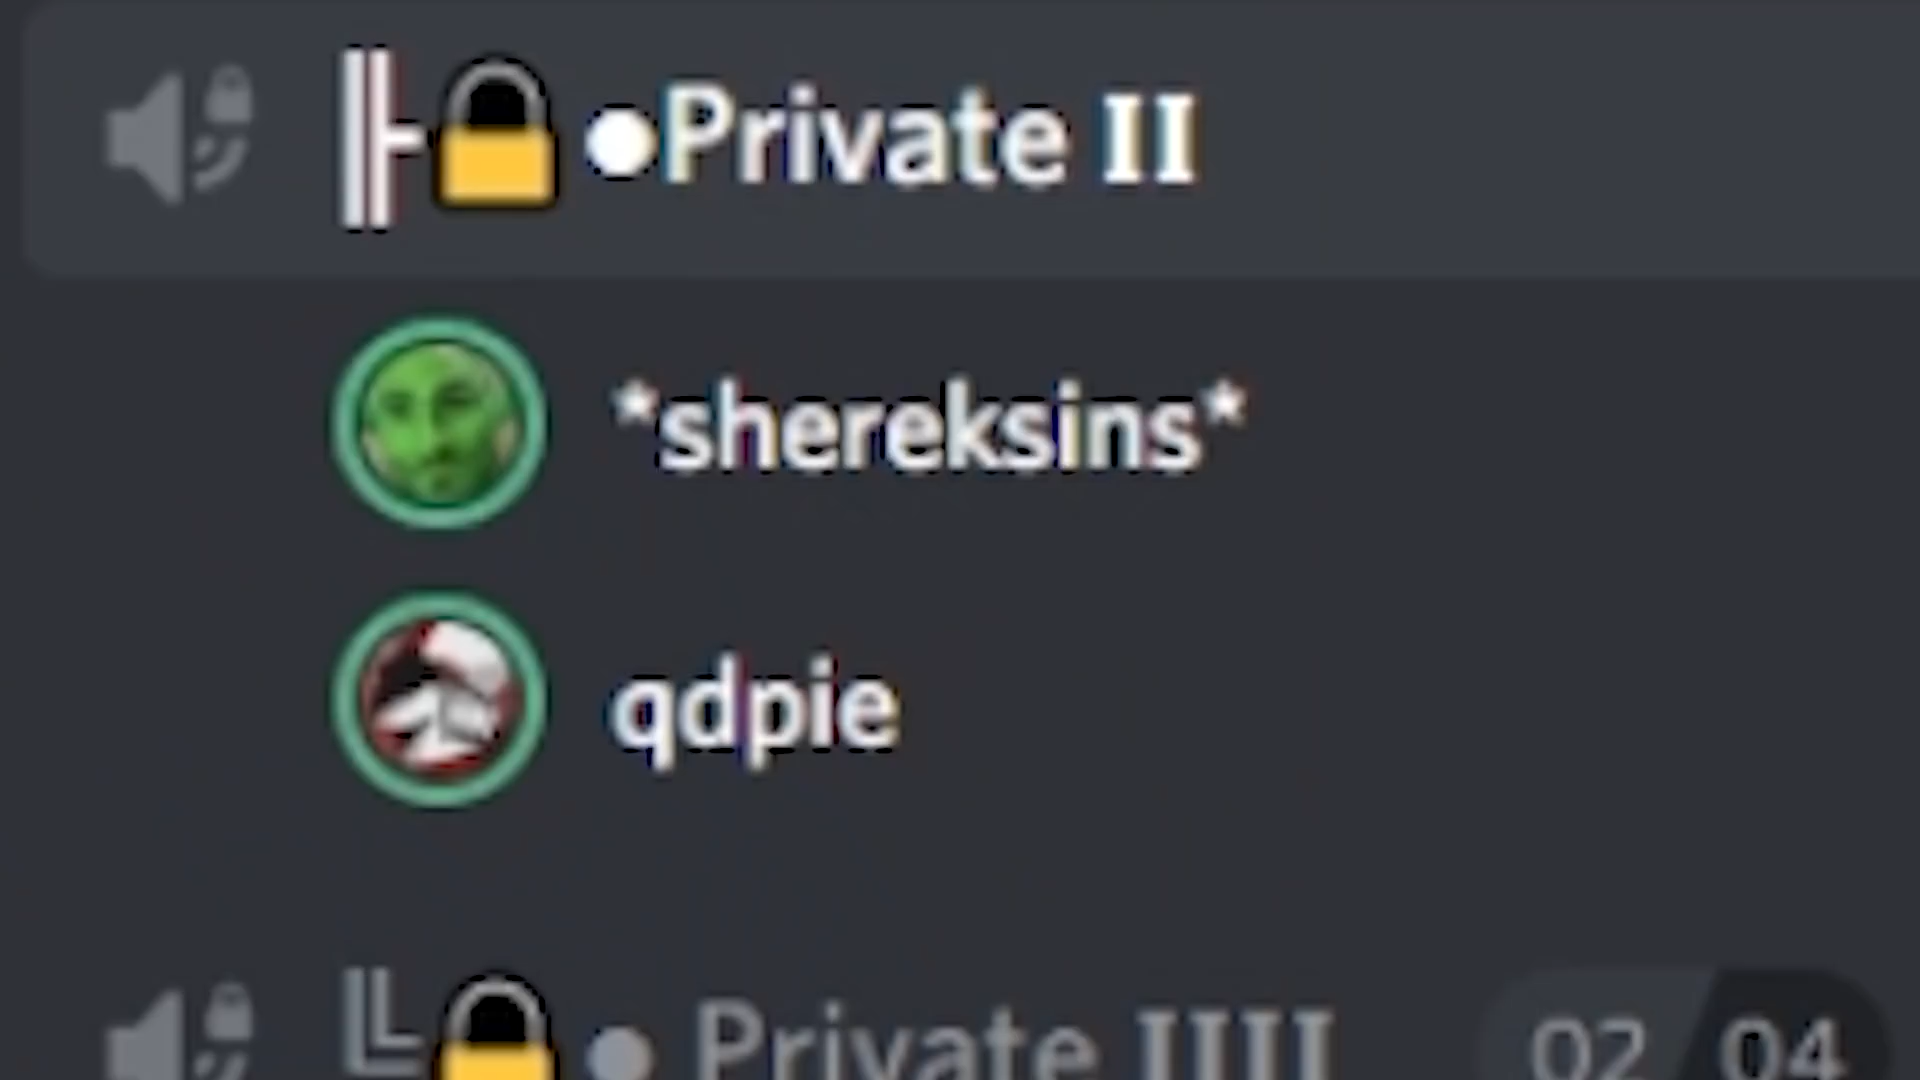 ╟🔒●Private II
*shereksins*
qdpie
╙🔒● Private IIII 02 04